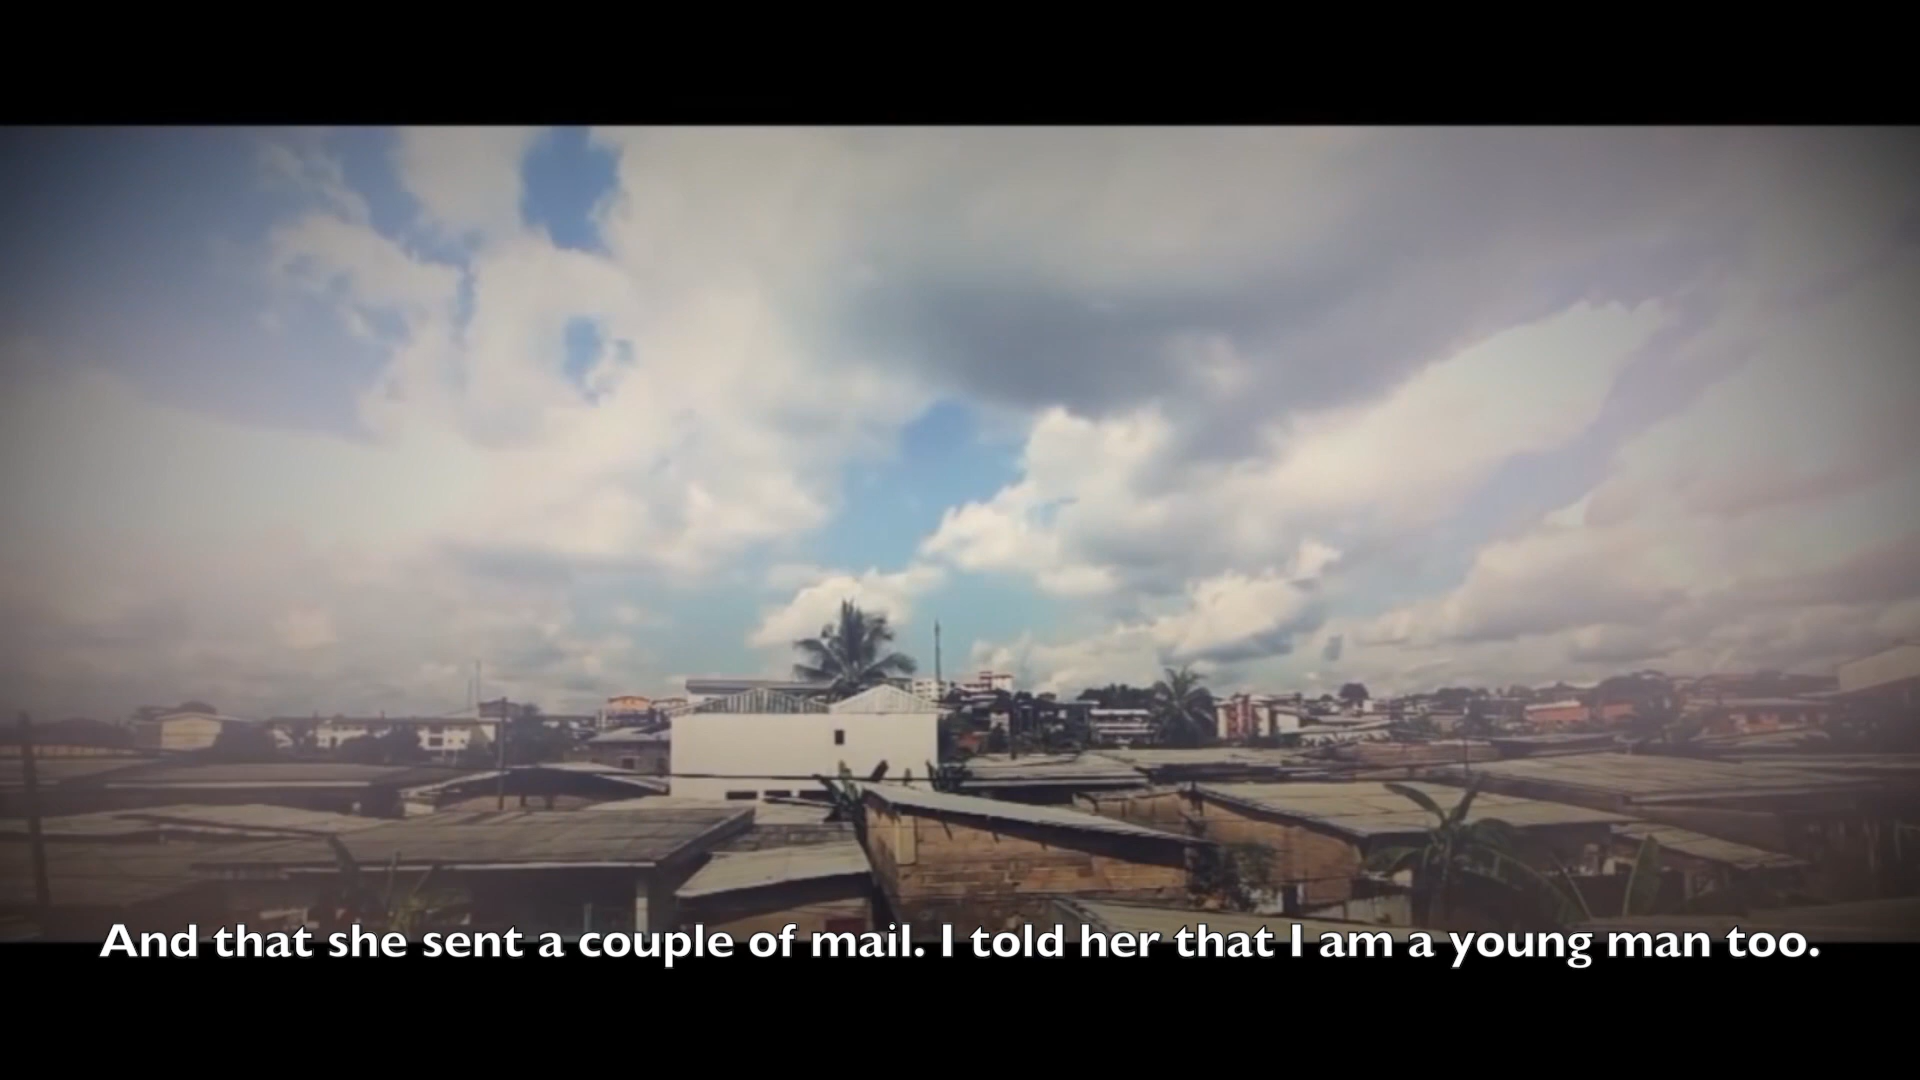 And that she sent a couple of mail. I told her that I am a young man too.